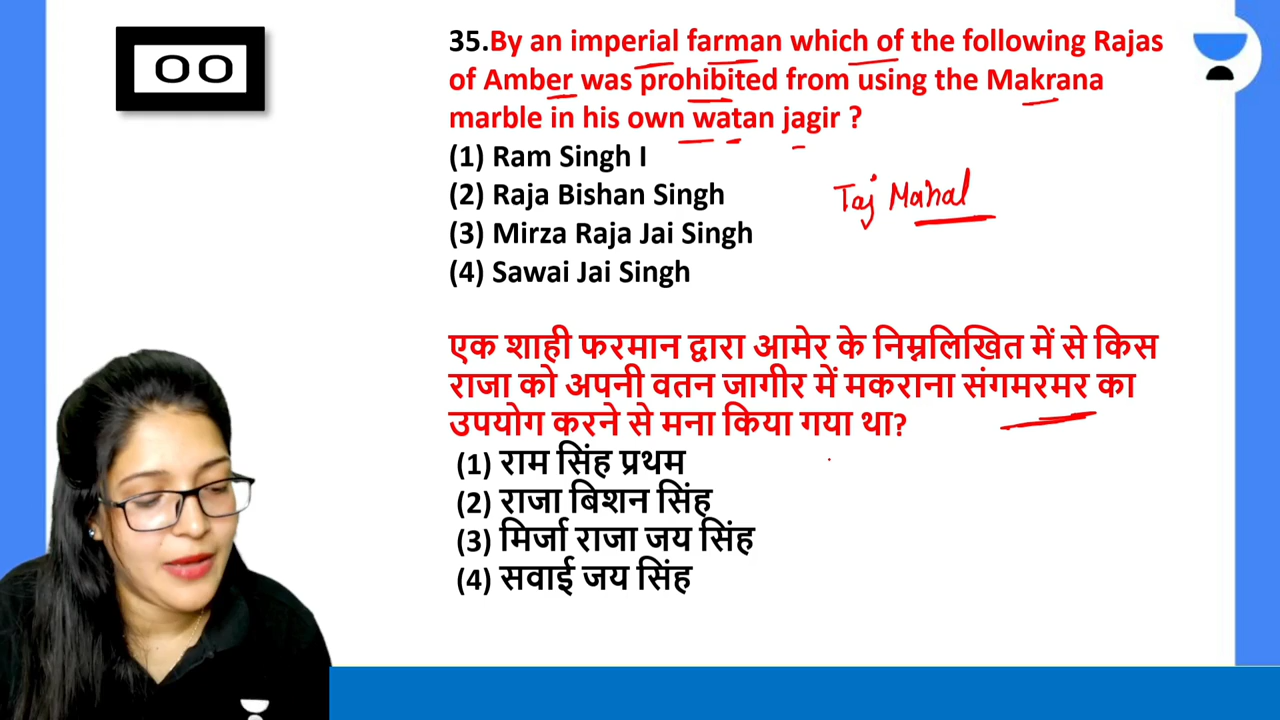 00
35.By an imperial farman which of the following Rajas
of Amber was prohibited from using the Makrana
marble in his own watan jagir ?
(1) Ram Singh I
(2) Raja Bishan Singh
(3) Mirza Raja Jai Singh
(4) Sawai Jai Singh
Taj Mahal
एक शाही फरमान द्वारा आमेर के निम्नलिखित में से किस
राजा को अपनी वतन जागीर में मकराना संगमरमर का
उपयोग करने से मना किया गया था?
(1) राम सिंह प्रथम
(2) राजा बिशन सिंह
(3) मिर्जा राजा जय सिंह
(4) सवाई जय सिंह